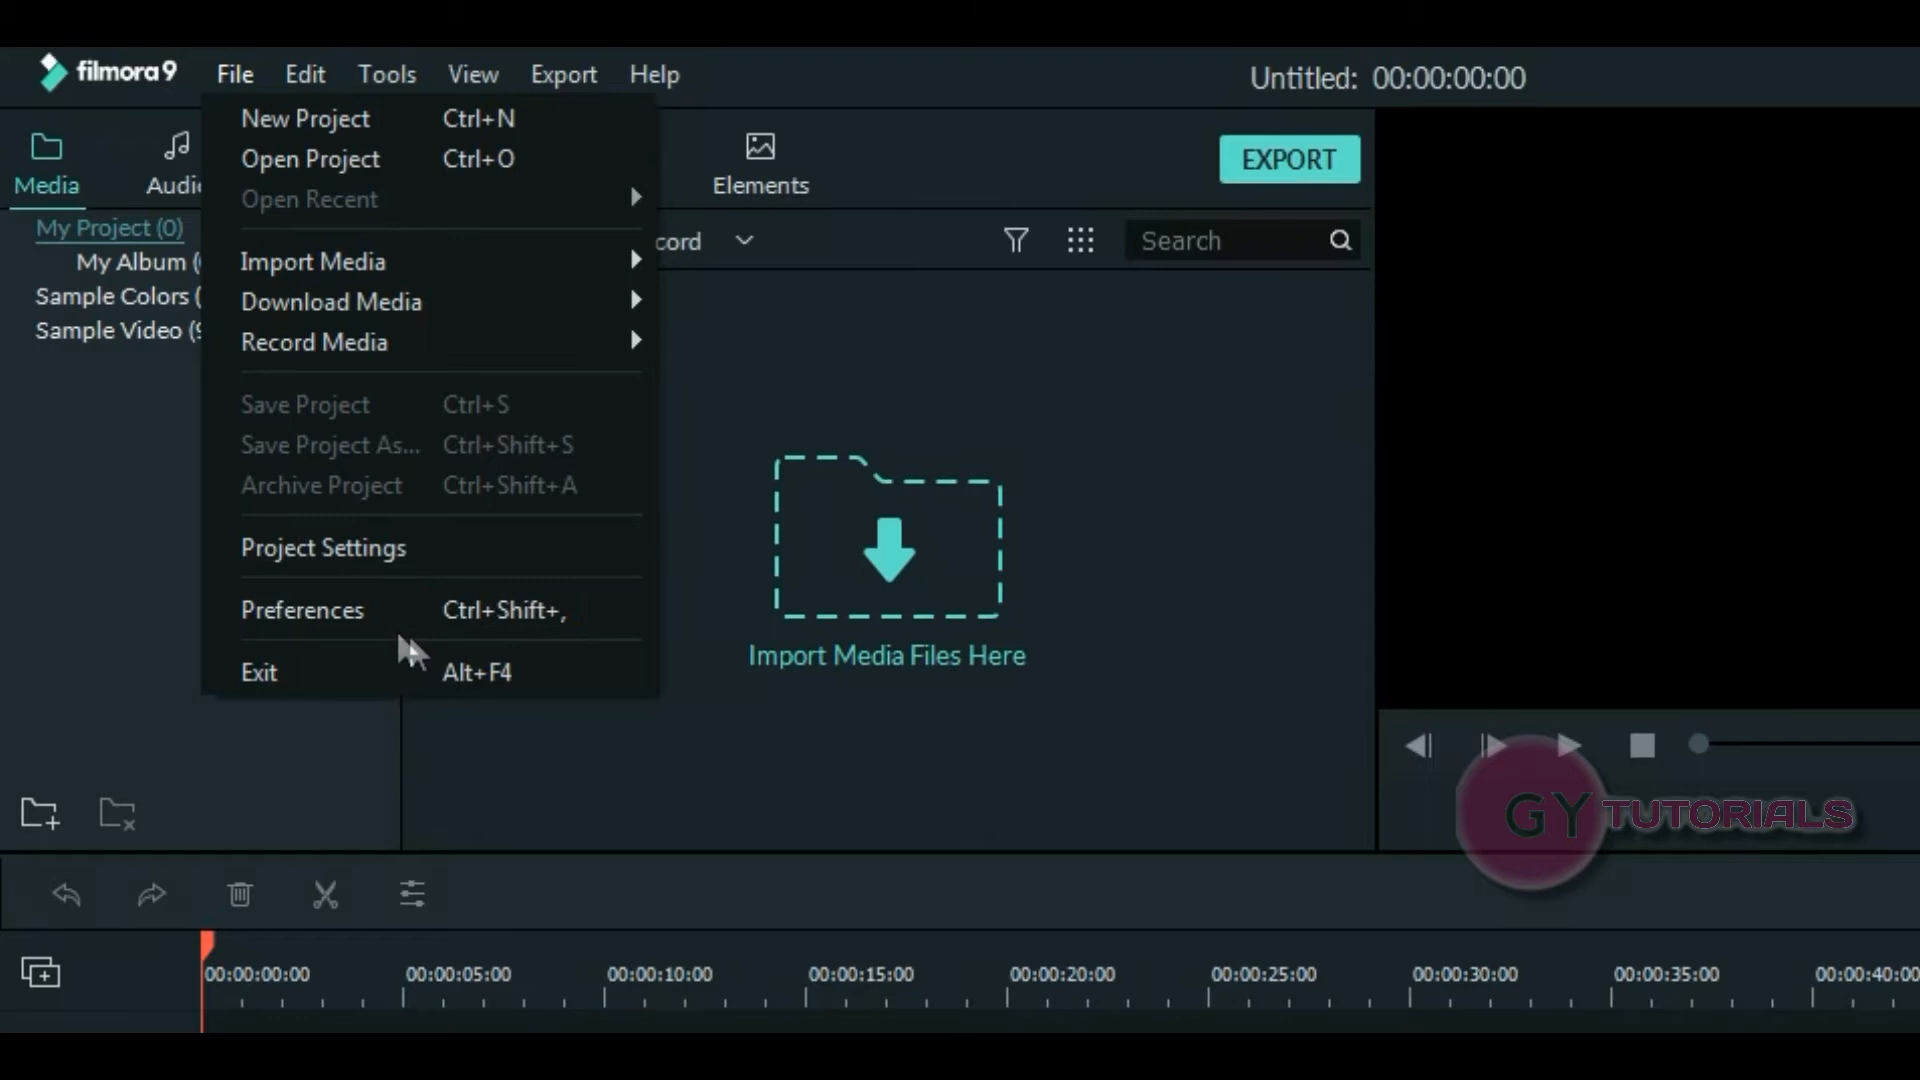 filmora9 File Edit Tools View Export Help
Untitled: 00:00:00:00
New Project Ctrl+N
Open Project Ctrl+O
Open Recent
Import Media
Download Media
Record Media
Save Project Ctrl+S
Save Project As... Ctrl+Shift+S
Archive Project Ctrl+Shift+A
Project Settings
Preferences Ctrl+Shift+,
Exit Alt+F4
Media
Elements
EXPORT
My Project (0)
My Album
Sample Colors
Sample Video
Search
Import Media Files Here
GY TUTORIALS
00:00:00:00 00:00:05:00 00:00:10:00 00:00:15:00 00:00:20:00 00:00:25:00 00:00:30:00 00:00:35:00 00:00:40:00